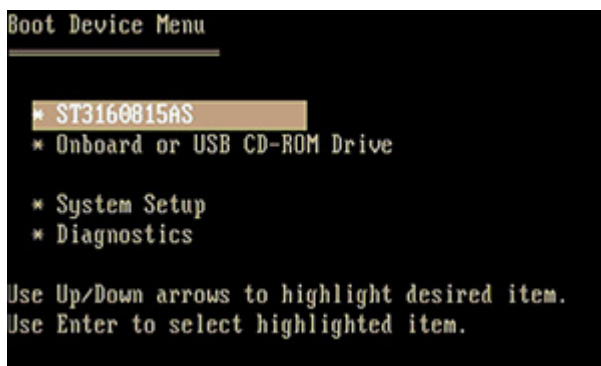 Boot Device Menu
* ST3160815AS
* Onboard or USB CD-ROM Drive
* System Setup
* Diagnostics
Use Up/Down arrows to highlight desired item.
Use Enter to select highlighted item.